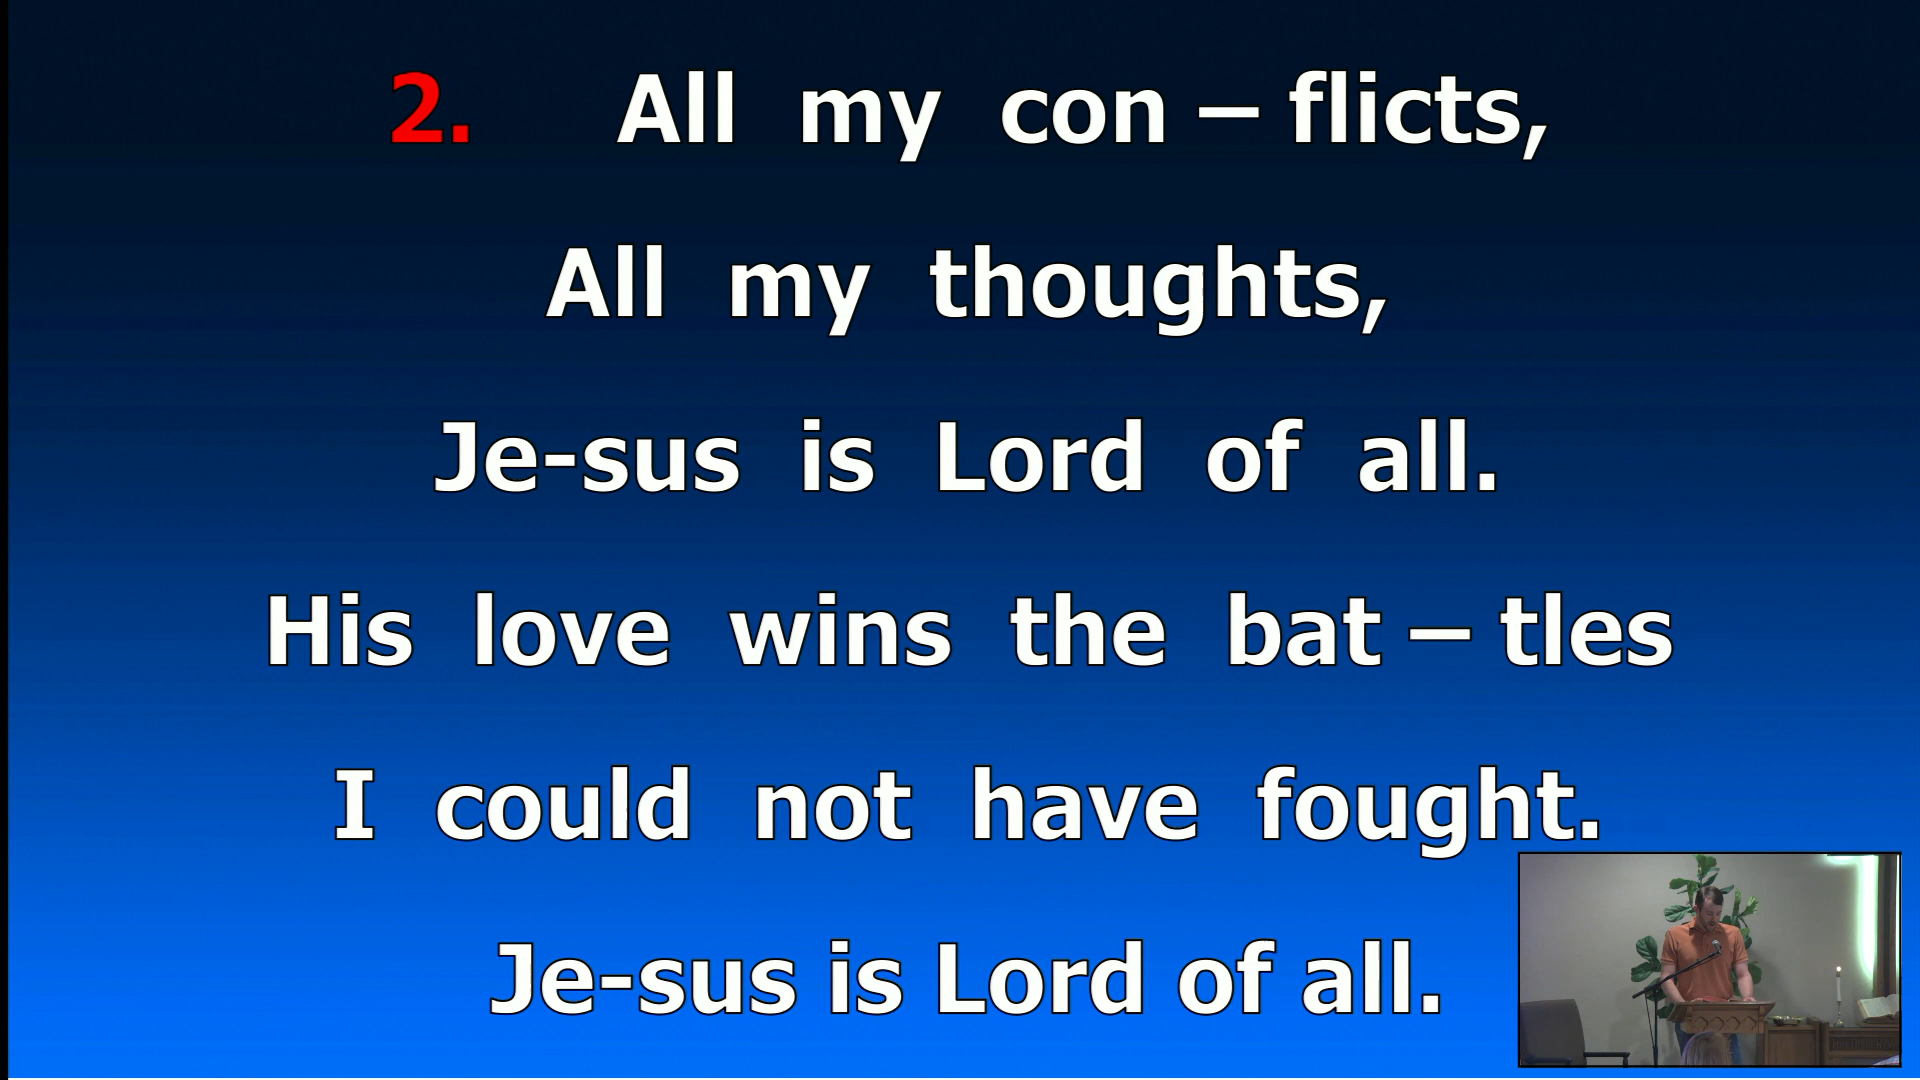 2. All my con – flicts,
All my thoughts,
Je-sus is Lord of all.
His love wins the bat – tles
I could not have fought.
Je-sus is Lord of all.